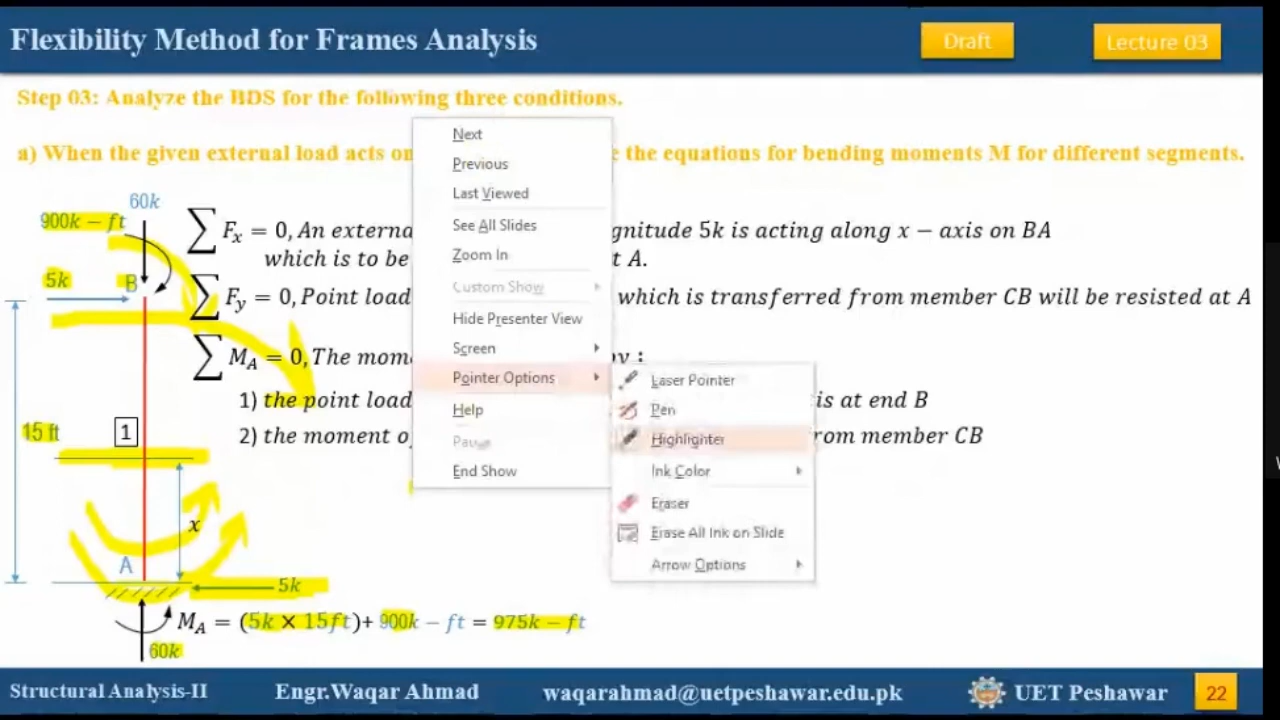 Flexibility Method for Frames Analysis
Draft
Lecture 03
Step 03: Analyze the BDS for the following three conditions.
a) When the given external load acts on e the equations for bending moments M for different segments.
60k
900k − ft
5k
B
15 ft
1
x
A
5k
60k
∑ Fx = 0, An externa gnitude 5k is acting along x − axis on BA
which is to be t A.
∑ Fy = 0, Point load which is transferred from member CB will be resisted at A
∑ MA = 0, The mom by :
1) the point load is at end B
2) the moment o from member CB
MA = (5k × 15ft)+ 900k − ft = 975k − ft
Next
Previous
Last Viewed
See All Slides
Zoom In
Custom Show
Hide Presenter View
Screen
Pointer Options
Help
Pause
End Show
Laser Pointer
Pen
Highlighter
Ink Color
Eraser
Erase All Ink on Slide
Arrow Options
Structural Analysis-II
Engr.Waqar Ahmad
waqarahmad@uetpeshawar.edu.pk
UET Peshawar
22